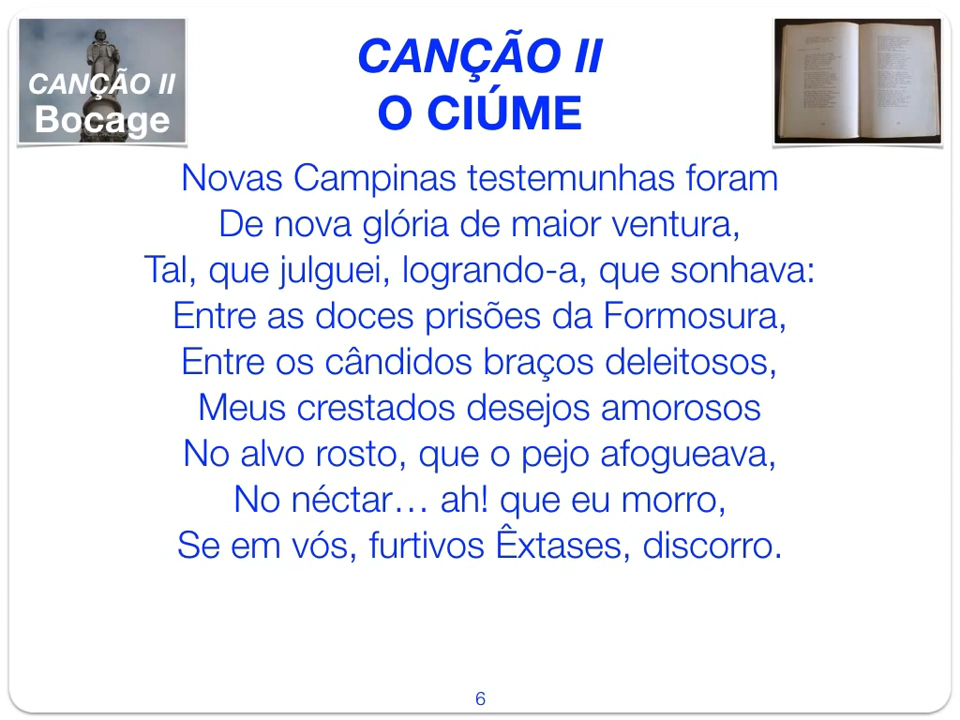 CANÇÃO II
Bocage
CANÇÃO II
O CIÚME
Novas Campinas testemunhas foram
De nova glória de maior ventura,
Tal, que julguei, logrando-a, que sonhava:
Entre as doces prisões da Formosura,
Entre os cândidos braços deleitosos,
Meus crestados desejos amorosos
No alvo rosto, que o pejo afogueava,
No néctar… ah! que eu morro,
Se em vós, furtivos Êxtases, discorro.
6